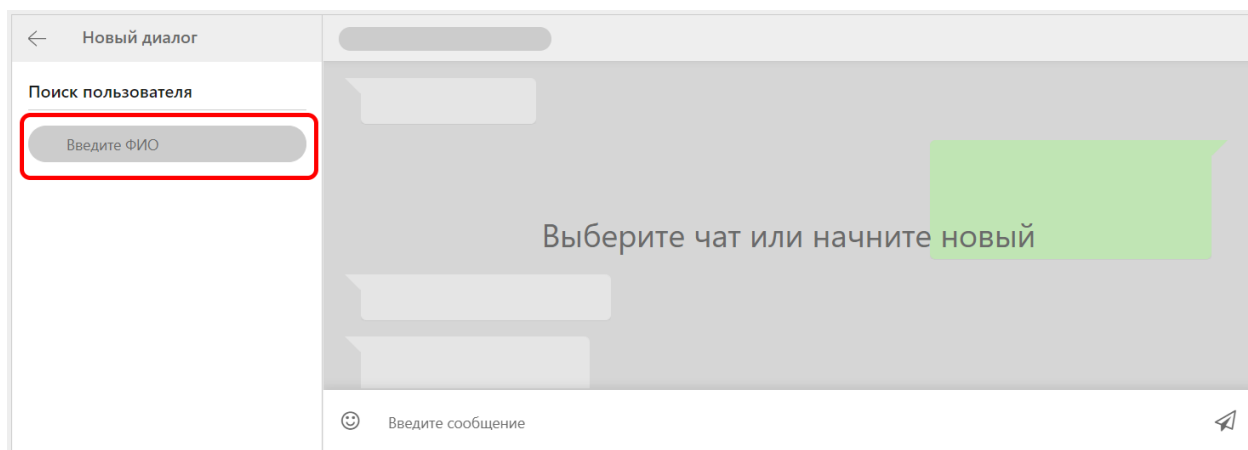 Новый диалог
Поиск пользователя
Введите ФИО
Выберите чат или начните новый
Введите сообщение